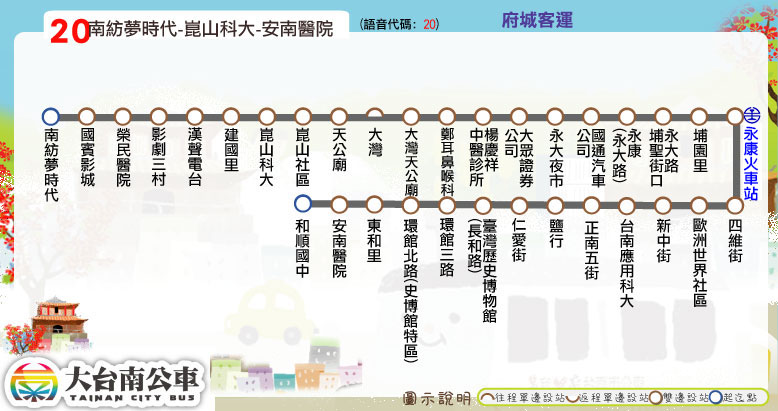 20 南紡夢時代-崑山科大-安南醫院 (語音代碼: 20) 府城客運
南紡夢時代
國賓影城
榮民醫院
影劇三村
漢聲電台
建國里
崑山科大
崑山社區
天公廟
大灣
大灣天公廟
鄭耳鼻喉科
楊慶祥
中醫診所
大眾證券
公司
永大夜市
國通汽車
公司
永康
(永大路)
永大路
埔聖街口
埔園里
永康火車站
四維街
歐洲世界社區
新中街
台南應用科大
正南五街
鹽行
仁愛街
臺灣歷史博物館
(長和路)
環館三路
環館北路(史博館特區)
東和里
安南醫院
和順國中
大台南公車
TAINAN CITY BUS
圖示說明 往程單邊設站 返程單邊設站 雙邊設站 起迄點